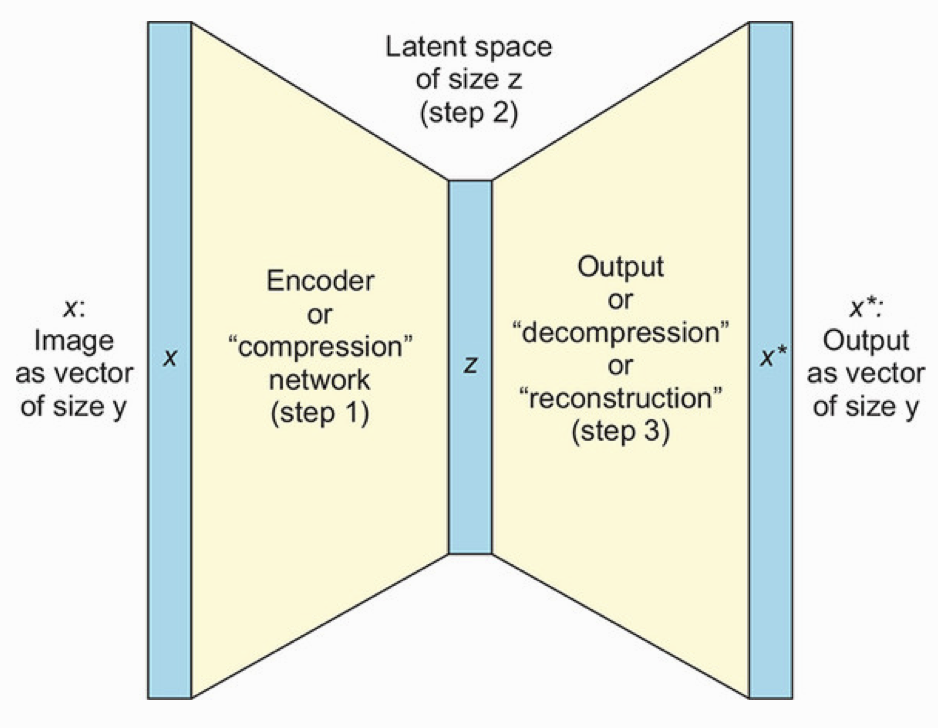 Latent space
of size z
(step 2)
x:
Image
as vector
of size y
x
Encoder
or
“compression”
network
(step 1)
z
Output
or
“decompression”
or
“reconstruction”
(step 3)
x*
x*:
Output
as vector
of size y